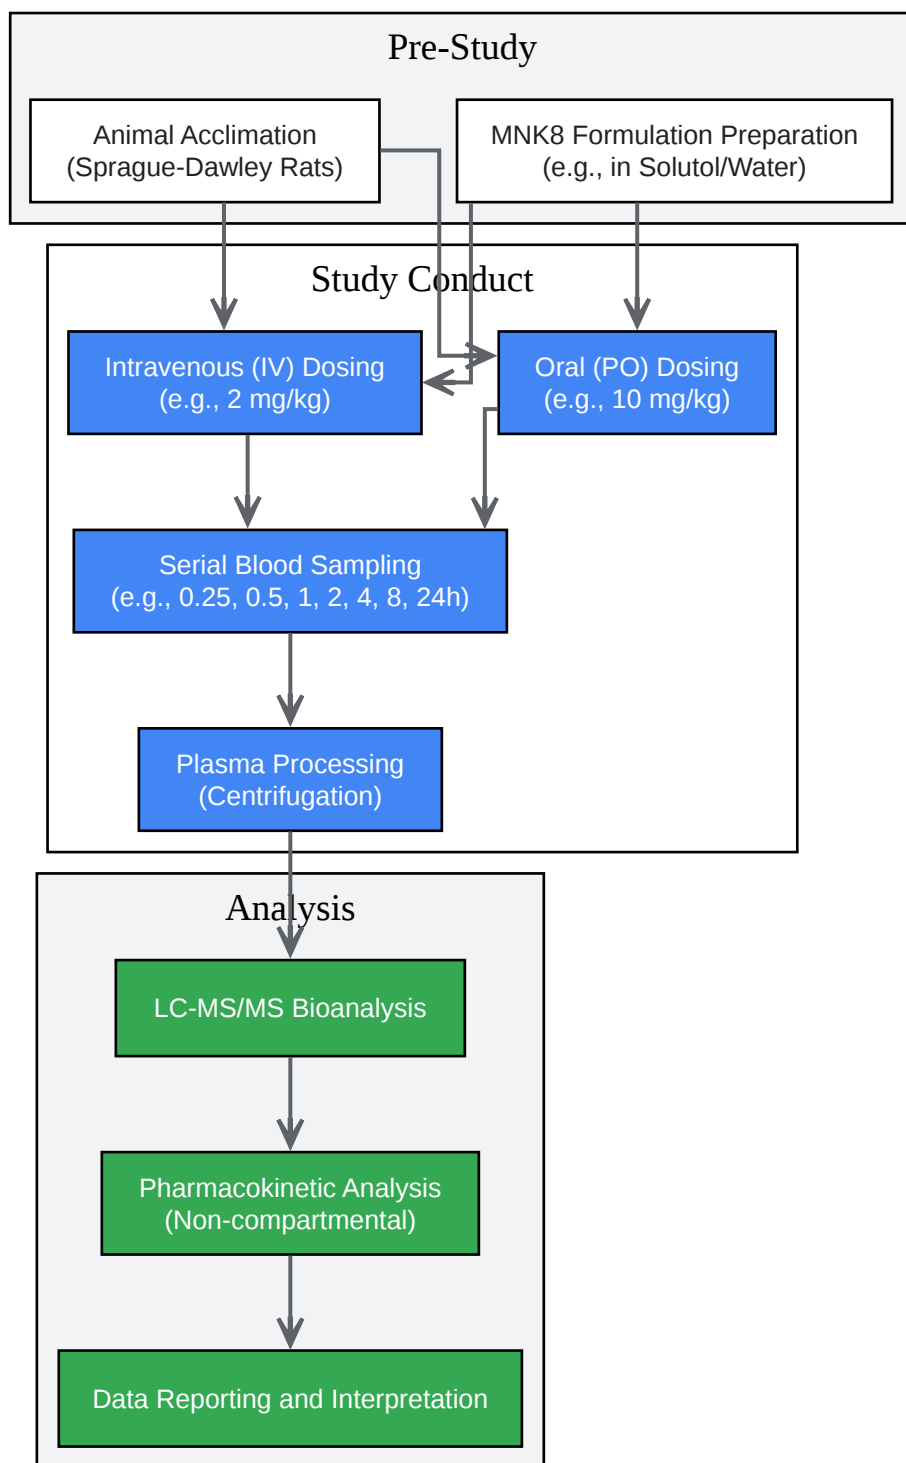 Pre-Study
Animal Acclimation
(Sprague-Dawley Rats)
MNK8 Formulation Preparation
(e.g., in Solutol/Water)
Study Conduct
Intravenous (IV) Dosing
(e.g., 2 mg/kg)
Oral (PO) Dosing
(e.g., 10 mg/kg)
Serial Blood Sampling
(e.g., 0.25, 0.5, 1, 2, 4, 8, 24h)
Plasma Processing
(Centrifugation)
Analysis
LC-MS/MS Bioanalysis
Pharmacokinetic Analysis
(Non-compartmental)
Data Reporting and Interpretation